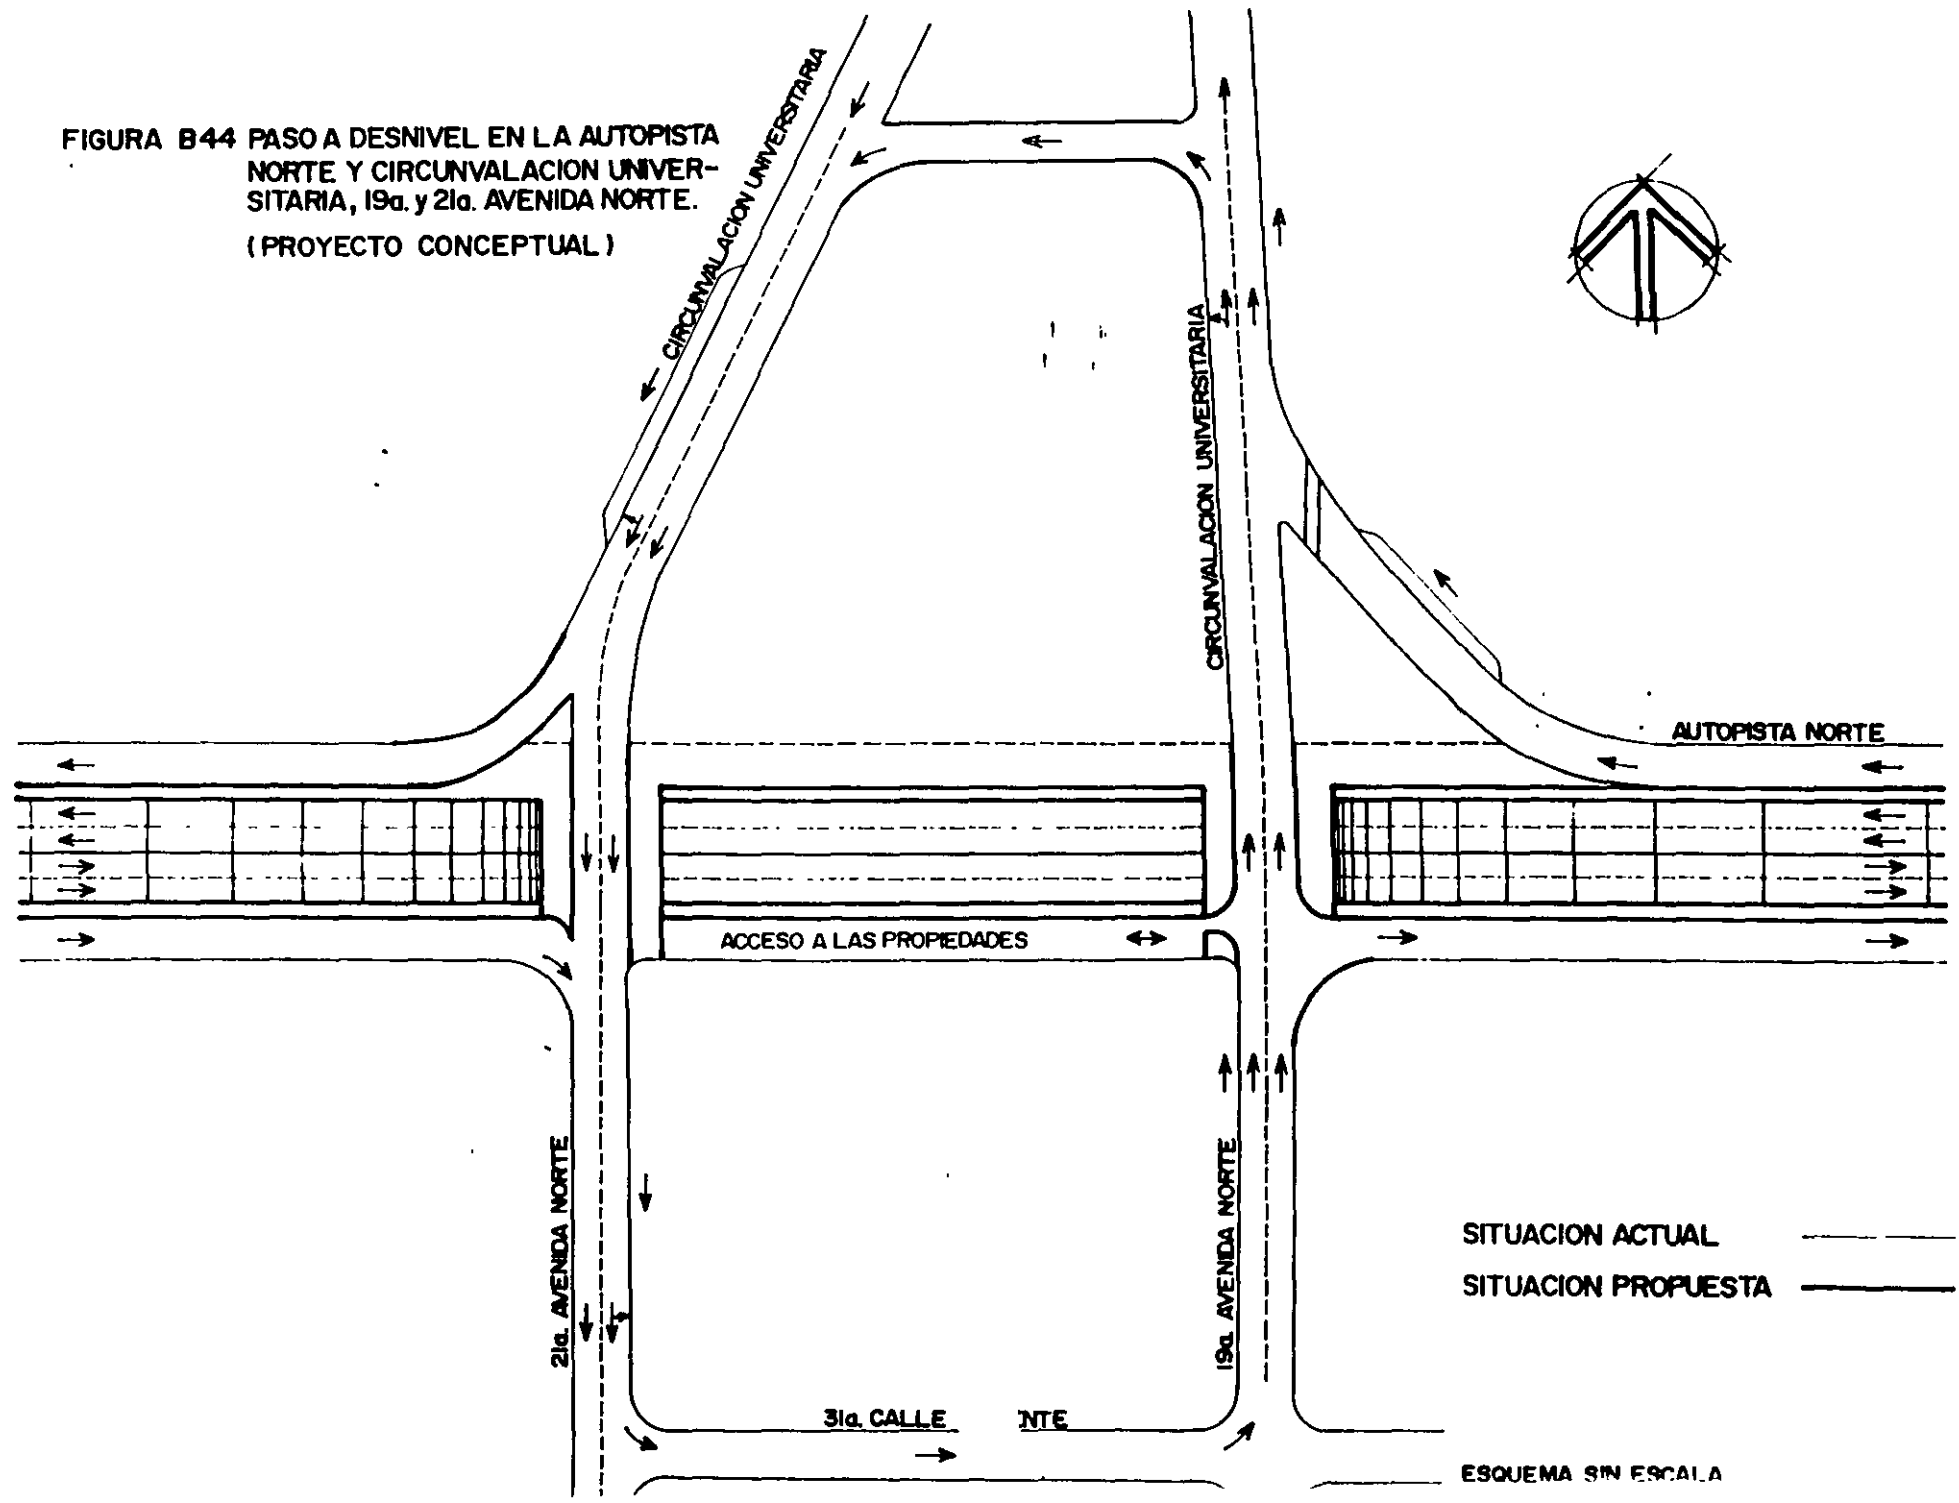 FIGURA B44 PASO A DESNIVEL EN LA AUTOPISTA
NORTE Y CIRCUNVALACION UNIVER-
SITARIA, 19a. y 21a. AVENIDA NORTE.
(PROYECTO CONCEPTUAL)
CIRCUNVALACION UNIVERSITARIA
CIRCUNVALACION UNIVERSITARIA
AUTOPISTA NORTE
ACCESO A LAS PROPIEDADES
21a. AVENIDA NORTE
19a. AVENIDA NORTE
SITUACION ACTUAL
SITUACION PROPUESTA
31a. CALLE NTE
ESQUEMA SIN ESCALA